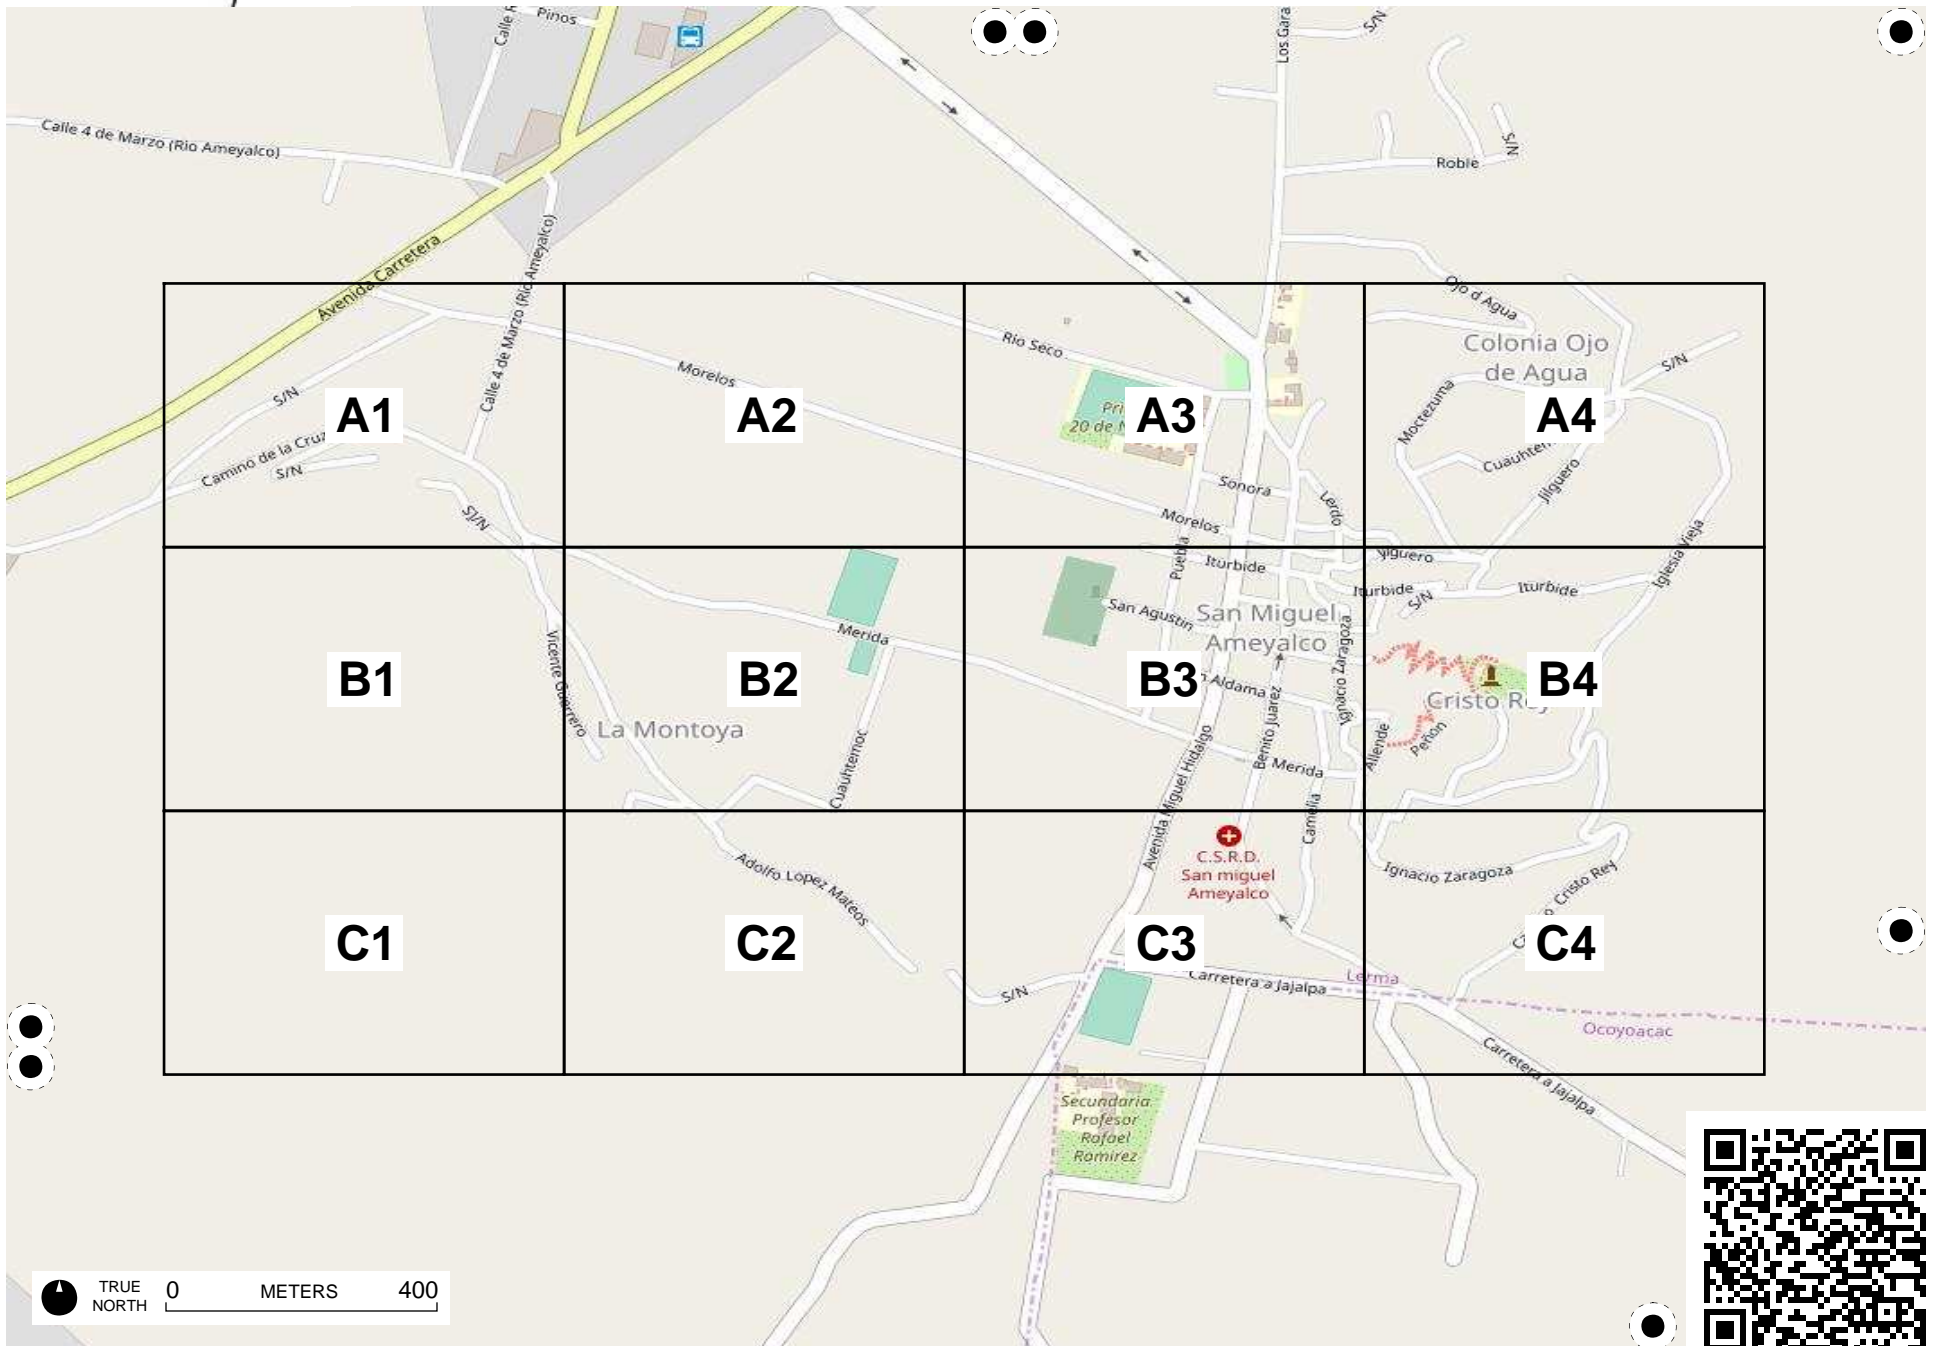 Pinos
Los Gara
S/N
Calle 4 de Marzo (Rio Ameyalco)
Roble
S/N
Avenida Carretera
Calle 4 de Marzo (Rio Ameyalco)
Ojo d Agua
Rio Seco
Colonia Ojo
de Agua
S/N
Morelos
S/N
A1
A2
A3
A4
20 de
Moctezuma
Camino de la Cruz
S/N
Jilguero
Sonora
Lerdo
S/N
Morelos
Iglesia Vieja
Puebla
Iturbide
Iturbide
S/N
Iturbide
San Agustin
San Miguel
Ameyalco
Merida
Vicente Guerrero
Ignacio Zaragoza
B1
B2
B3
B4
Aldama
Cristo
La Montoya
Benito Juarez
Allende
Peñon
Cuauhtemoc
Avenida Miguel Hidalgo
Merida
Camelia
C.S.R.D.
San miguel
Ameyalco
Adolfo Lopez Mateos
Ignacio Zaragoza
Cristo Rey
C1
C2
C3
C4
Carretera a Jajalpa
Lerma
S/N
Ocoyoacac
Carretera a Jajalpa
Secundaria
Profesor
Rafael
Ramirez
TRUE
NORTH
0 METERS 400